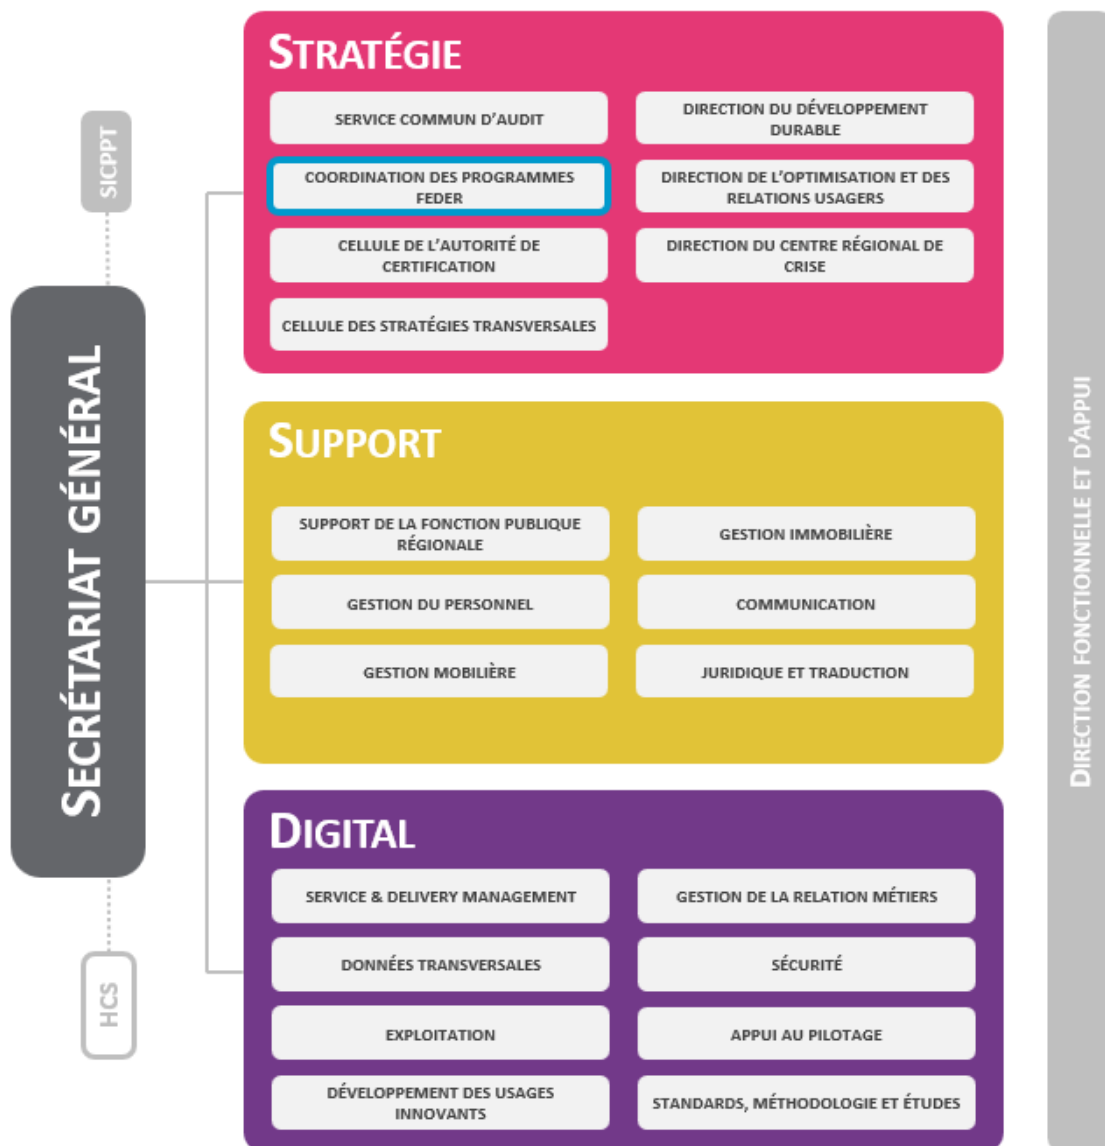 SICPPT
SECRÉTARIAT GÉNÉRAL
HCS
STRATÉGIE
SERVICE COMMUN D'AUDIT
COORDINATION DES PROGRAMMES
FEDER
CELLULE DE L'AUTORITÉ DE
CERTIFICATION
CELLULE DES STRATÉGIES TRANSVERSALES
DIRECTION DU DÉVELOPPEMENT
DURABLE
DIRECTION DE L'OPTIMISATION ET DES
RELATIONS USAGERS
DIRECTION DU CENTRE RÉGIONAL DE
CRISE
SUPPORT
SUPPORT DE LA FONCTION PUBLIQUE
RÉGIONALE
GESTION DU PERSONNEL
GESTION MOBILIÈRE
GESTION IMMOBILIÈRE
COMMUNICATION
JURIDIQUE ET TRADUCTION
DIGITAL
SERVICE & DELIVERY MANAGEMENT
DONNÉES TRANSVERSALES
EXPLOITATION
DÉVELOPPEMENT DES USAGES
INNOVANTS
GESTION DE LA RELATION MÉTIERS
SÉCURITÉ
APPUI AU PILOTAGE
STANDARDS, MÉTHODOLOGIE ET ÉTUDES
DIRECTION FONCTIONNELLE ET D'APPUI